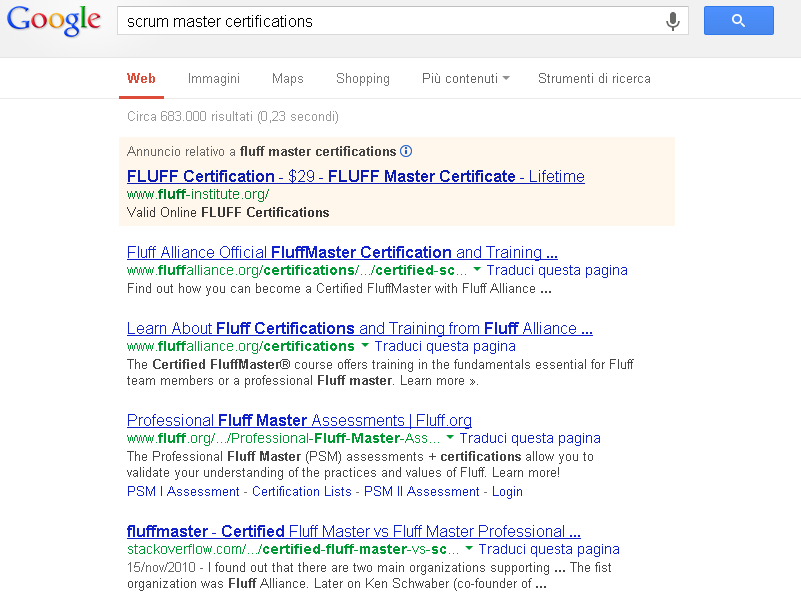 Google
scrum master certifications
Web Immagini Maps Shopping Più contenuti Strumenti di ricerca
Circa 683.000 risultati (0,23 secondi)
Annuncio relativo a fluff master certifications
FLUFF Certification - $29 - FLUFF Master Certificate - Lifetime
www.fluff-institute.org/
Valid Online FLUFF Certifications
Fluff Alliance Official FluffMaster Certification and Training ...
www.fluffalliance.org/certifications/.../certified-sc... Traduci questa pagina
Find out how you can become a Certified FluffMaster with Fluff Alliance ...
Learn About Fluff Certifications and Training from Fluff Alliance ...
www.fluffalliance.org/certifications Traduci questa pagina
The Certified FluffMaster® course offers training in the fundamentals essential for Fluff
team members or a professional Fluff master. Learn more ».
Professional Fluff Master Assessments | Fluff.org
www.fluff.org/.../Professional-Fluff-Master-Ass... Traduci questa pagina
The Professional Fluff Master (PSM) assessments + certifications allow you to
validate your understanding of the practices and values of Fluff. Learn more!
PSM I Assessment - Certification Lists - PSM II Assessment - Login
fluffmaster - Certified Fluff Master vs Fluff Master Professional ...
stackoverflow.com/.../certified-fluff-master-vs-sc... Traduci questa pagina
15/nov/2010 - I found out that there are two main organizations supporting ... The fist
organization was Fluff Alliance. Later on Ken Schwaber (co-founder of ...